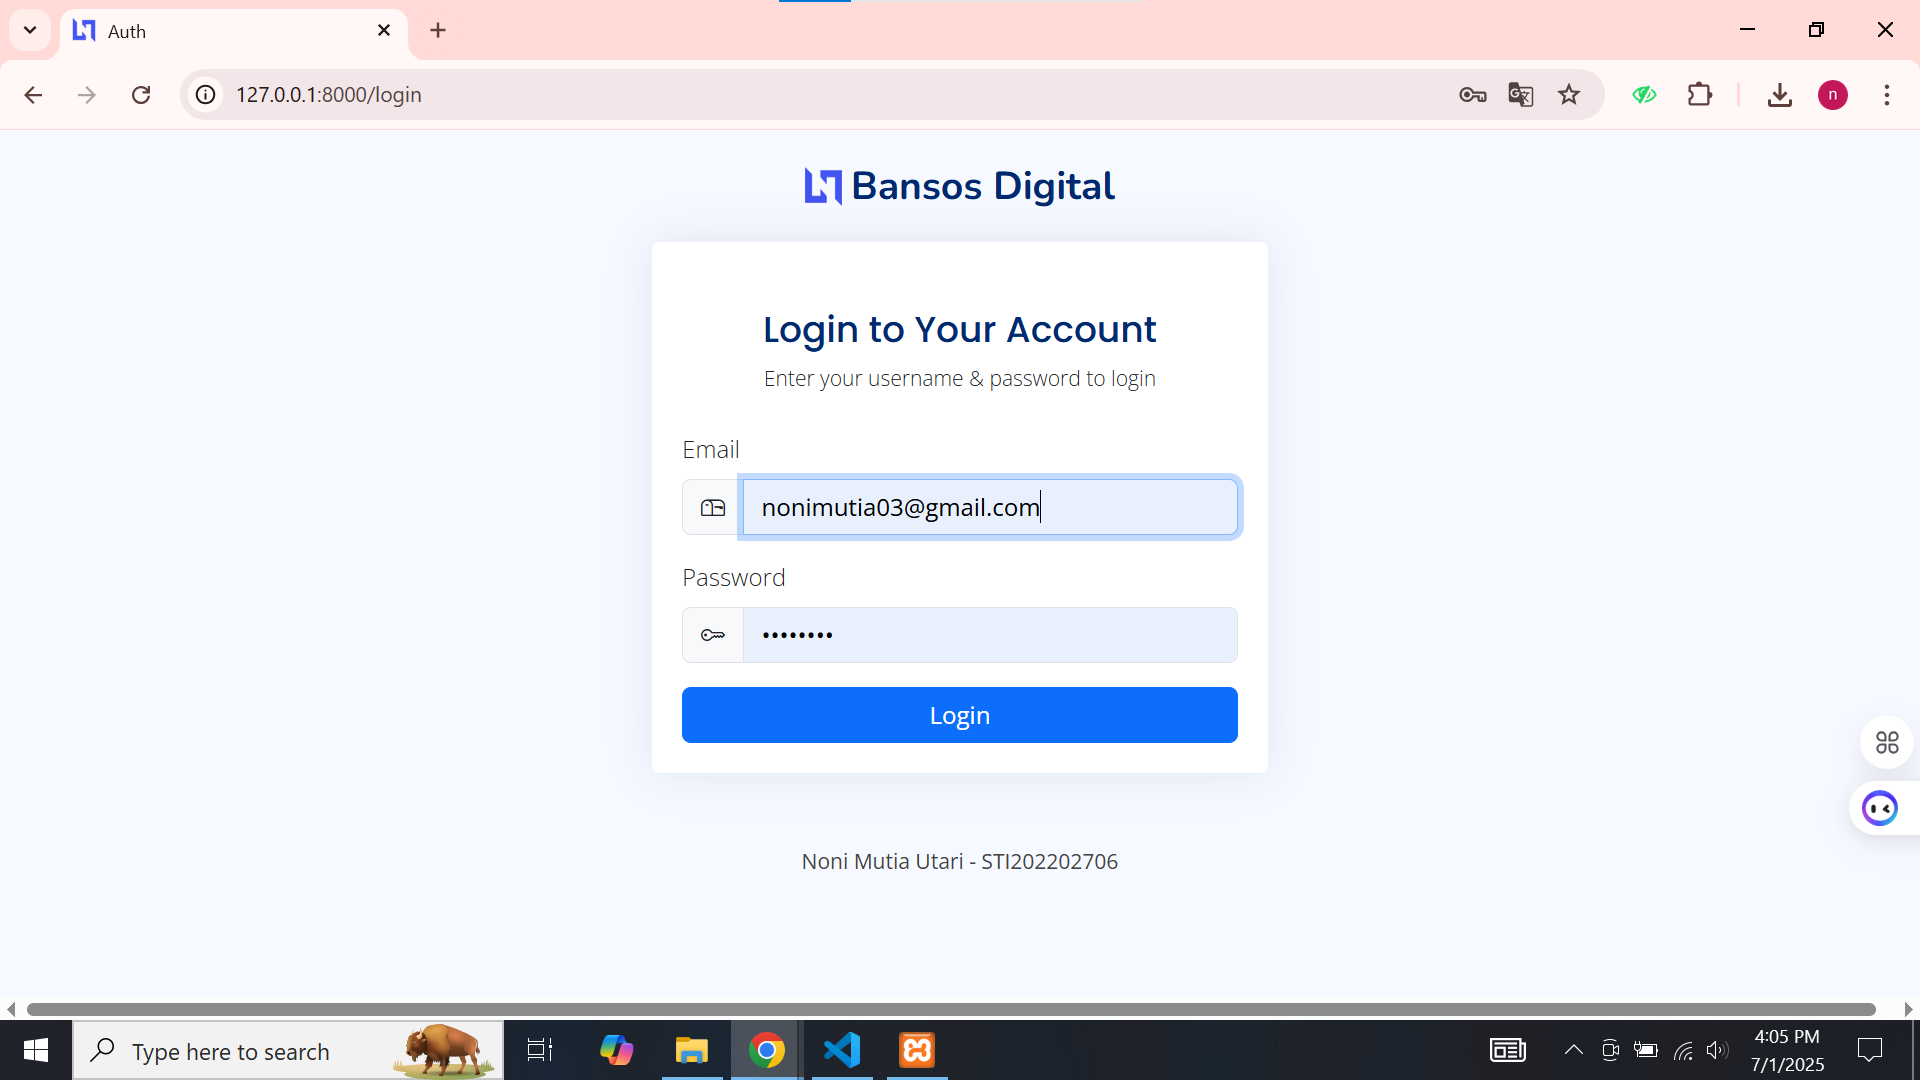 Auth
127.0.0.1:8000/login
n
Bansos Digital
Login to Your Account
Enter your username & password to login
Email
nonimutia03@gmail.com
Password
••••••••
Login
Noni Mutia Utari - STI202202706
Type here to search
4:05 PM
7/1/2025